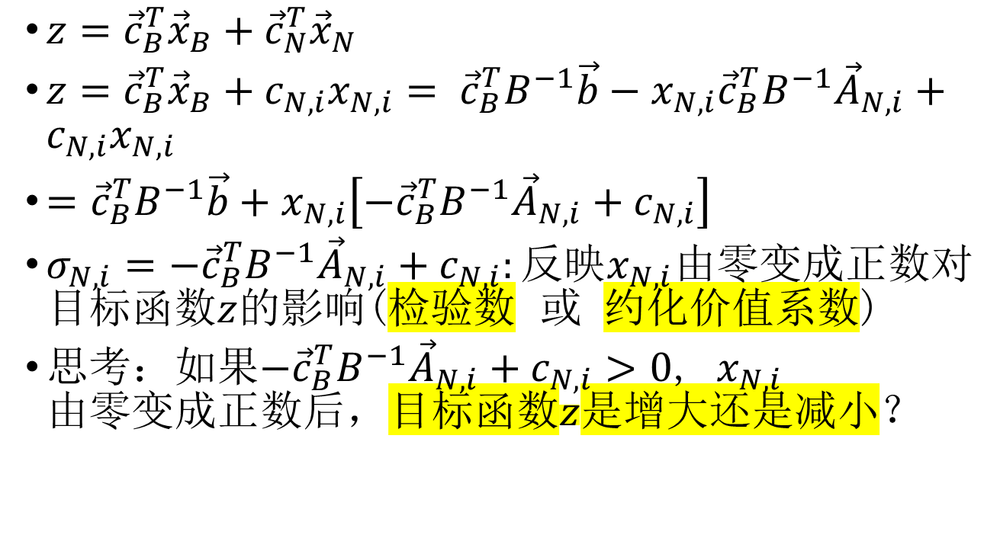 • $z = \vec{c}_B^T \vec{x}_B + \vec{c}_N^T \vec{x}_N$
• $z = \vec{c}_B^T \vec{x}_B + c_{N,i} x_{N,i} = \vec{c}_B^T B^{-1} \vec{b} - x_{N,i} \vec{c}_B^T B^{-1} \vec{A}_{N,i} +$
$c_{N,i} x_{N,i}$
• $= \vec{c}_B^T B^{-1} \vec{b} + x_{N,i} \left[ -\vec{c}_B^T B^{-1} \vec{A}_{N,i} + c_{N,i} \right]$
• $\sigma_{N,i} = -\vec{c}_B^T B^{-1} \vec{A}_{N,i} + c_{N,i}$: 反映$x_{N,i}$由零变成正数对
目标函数$z$的影响(检验数 或 约化价值系数)
• 思考：如果$-\vec{c}_B^T B^{-1} \vec{A}_{N,i} + c_{N,i} > 0$，$x_{N,i}$
由零变成正数后，目标函数$z$是增大还是减小？